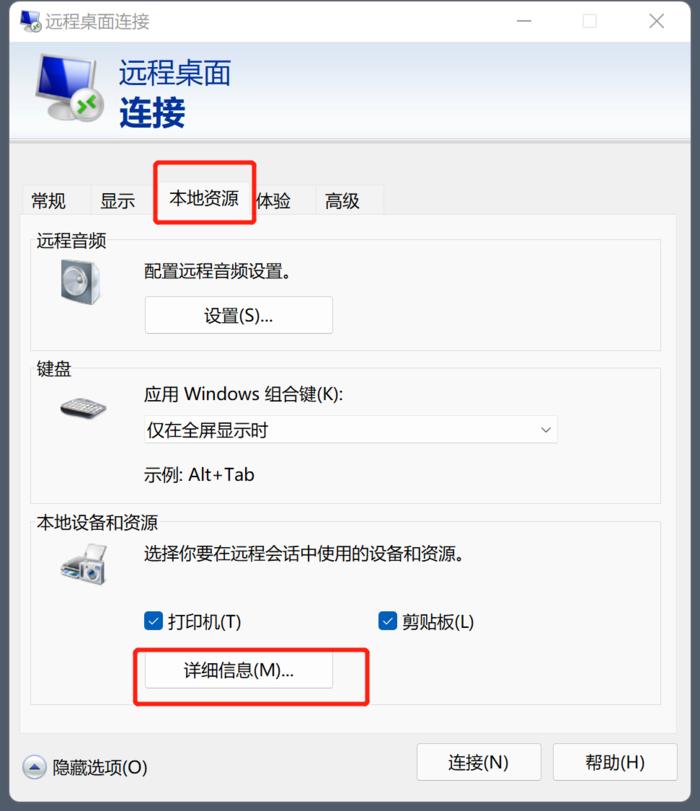 远程桌面连接
远程桌面
连接
常规 显示 本地资源 体验 高级
远程音频
配置远程音频设置。
设置(S)...
键盘
应用 Windows 组合键(K):
仅在全屏显示时
示例: Alt+Tab
本地设备和资源
选择你要在远程会话中使用的设备和资源。
打印机(T) 剪贴板(L)
详细信息(M)...
隐藏选项(O) 连接(N) 帮助(H)